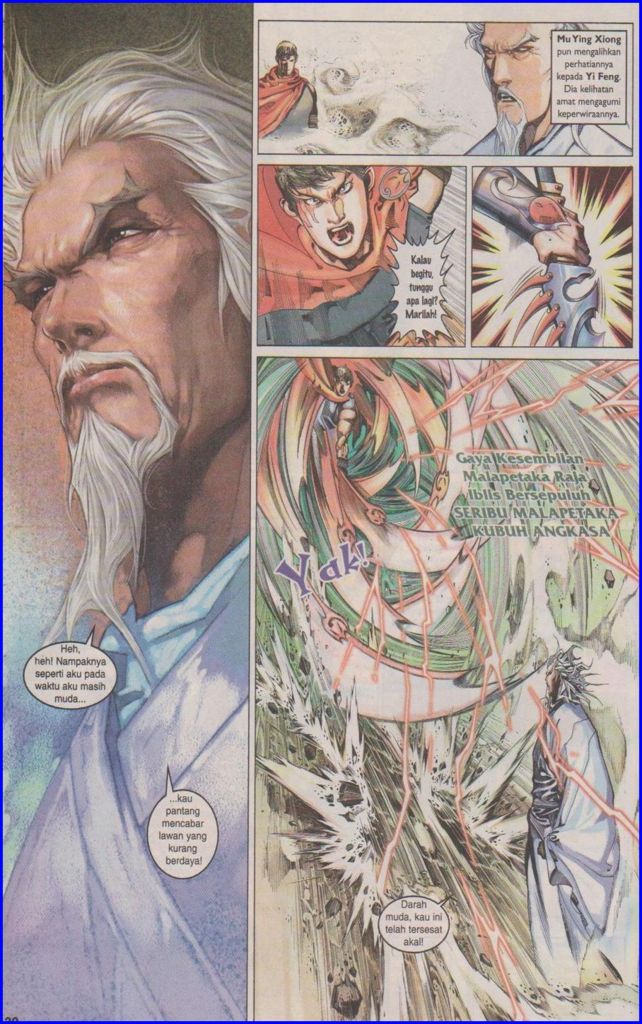 Mu Ying Xiong
pun mengalihkan
perhatiannya
kepada Yi Feng.
Dia kelihatan
amat mengagumi
keperwiraannya.
Kalau
begitu,
tunggu
apa lagi?
Marilah!
Heh,
heh! Nampaknya
seperti aku pada
waktu aku masih
muda...
...kau
pantang
mencabar
lawan yang
kurang
berdaya!
Gaya Kesembilan
Malapetaka Raja
Iblis Bersepuluh
SERIBU MALAPETAKA
KUBUH ANGKASA
Yak!
Darah
muda, kau ini
telah tersesat
akal!